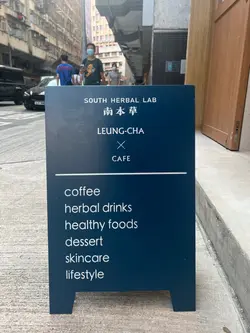 SOUTH HERBAL LAB
南本草
LEUNG-CHA
×
CAFE
coffee
herbal drinks
healthy foods
dessert
skincare
lifestyle